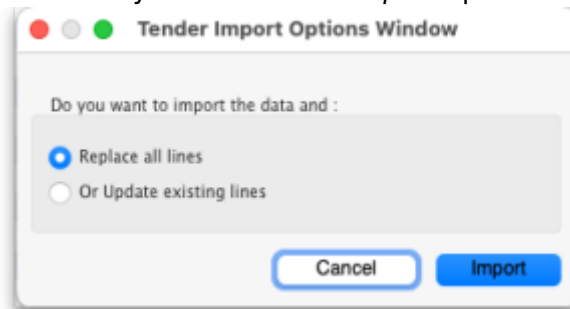 Tender Import Options Window
Do you want to import the data and :
Replace all lines
Or Update existing lines
Cancel
Import